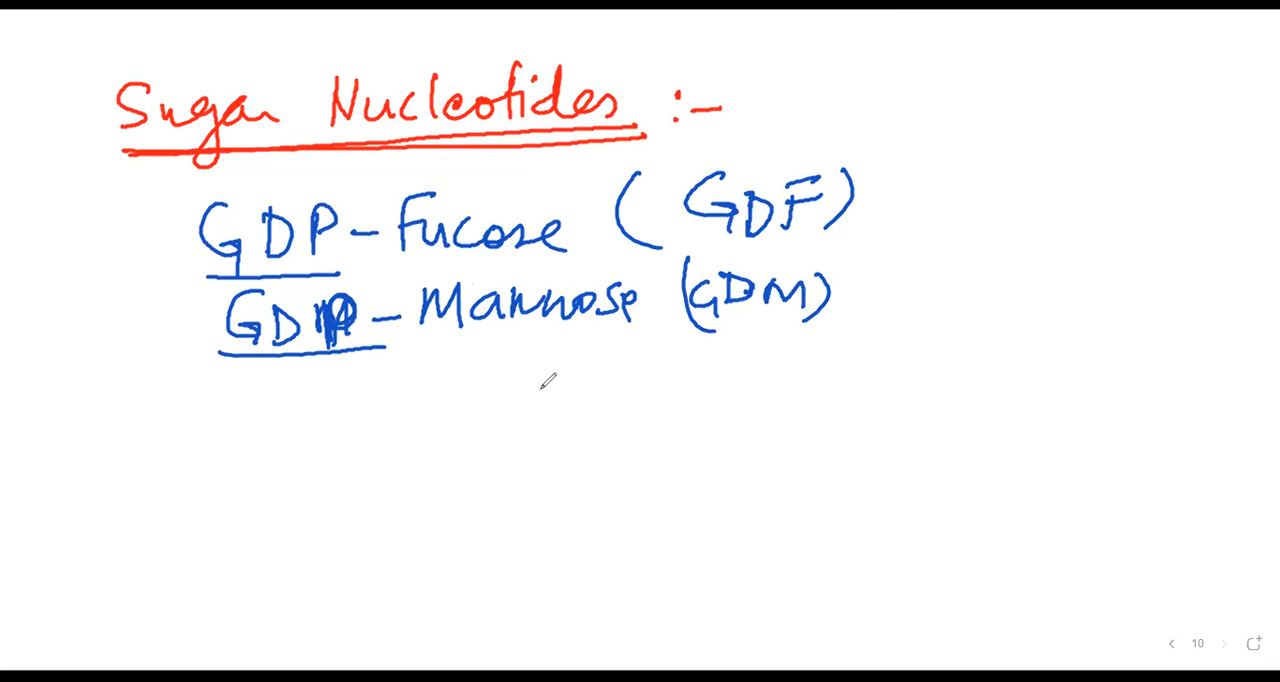 Sugar Nucleotides :-
GDP - Fucose ( GDF )
GDP - Mannose (GDM)
10